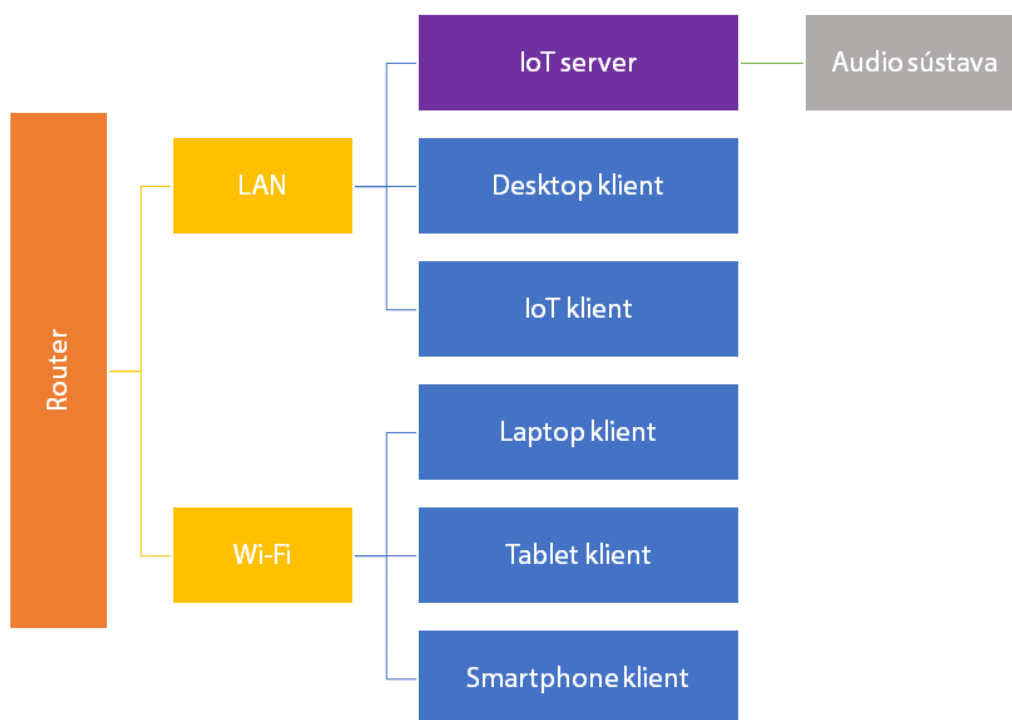 Router
LAN
IoT server
Audio sústava
Desktop klient
IoT klient
Wi-Fi
Laptop klient
Tablet klient
Smartphone klient